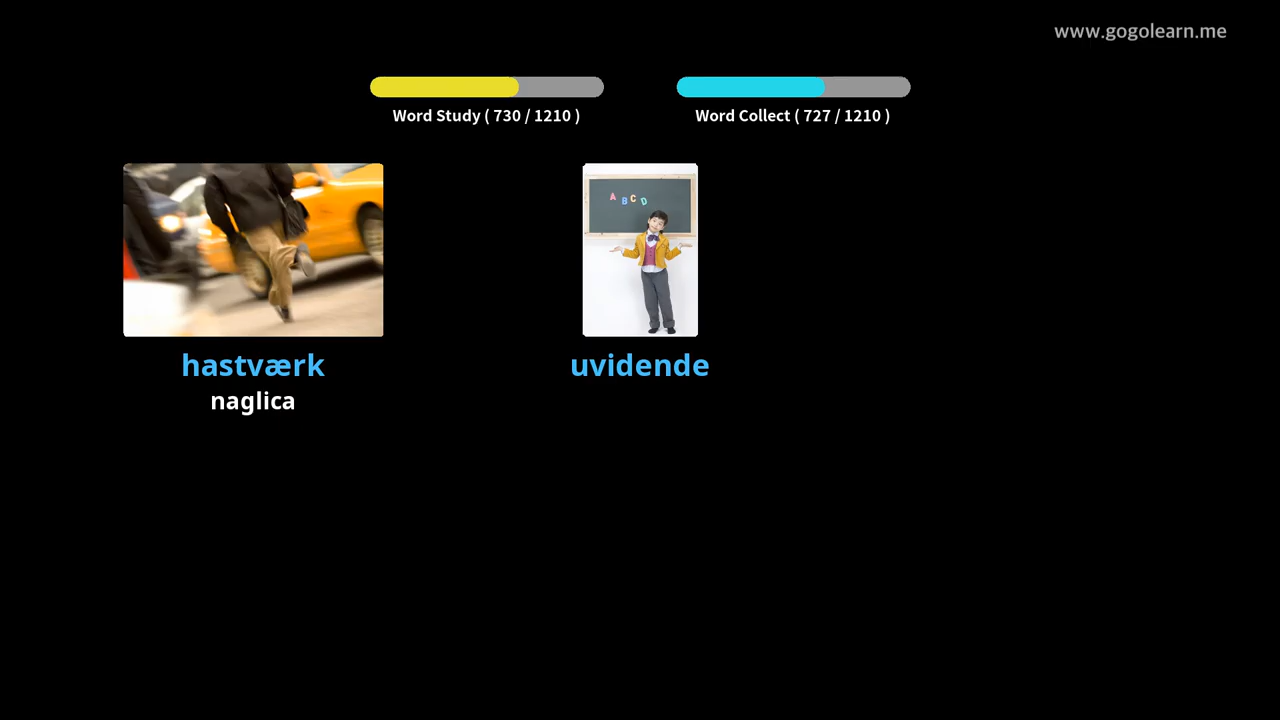 www.gogolearn.me
Word Study ( 730 / 1210 )
Word Collect ( 727 / 1210 )
A B C D
hastværk
uvidende
naglica